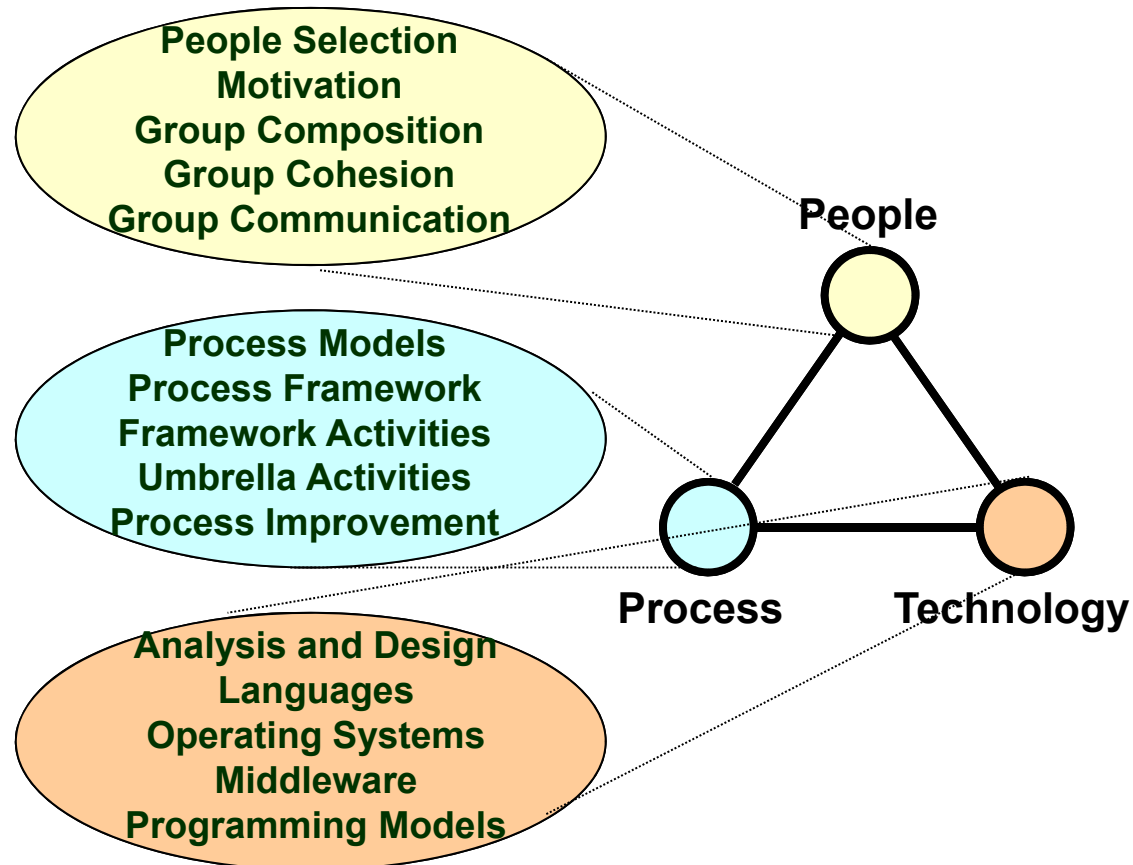 People Selection
Motivation
Group Composition
Group Cohesion
Group Communication
People
Process Models
Process Framework
Framework Activities
Umbrella Activities
Process Improvement
Process
Technology
Analysis and Design
Languages
Operating Systems
Middleware
Programming Models